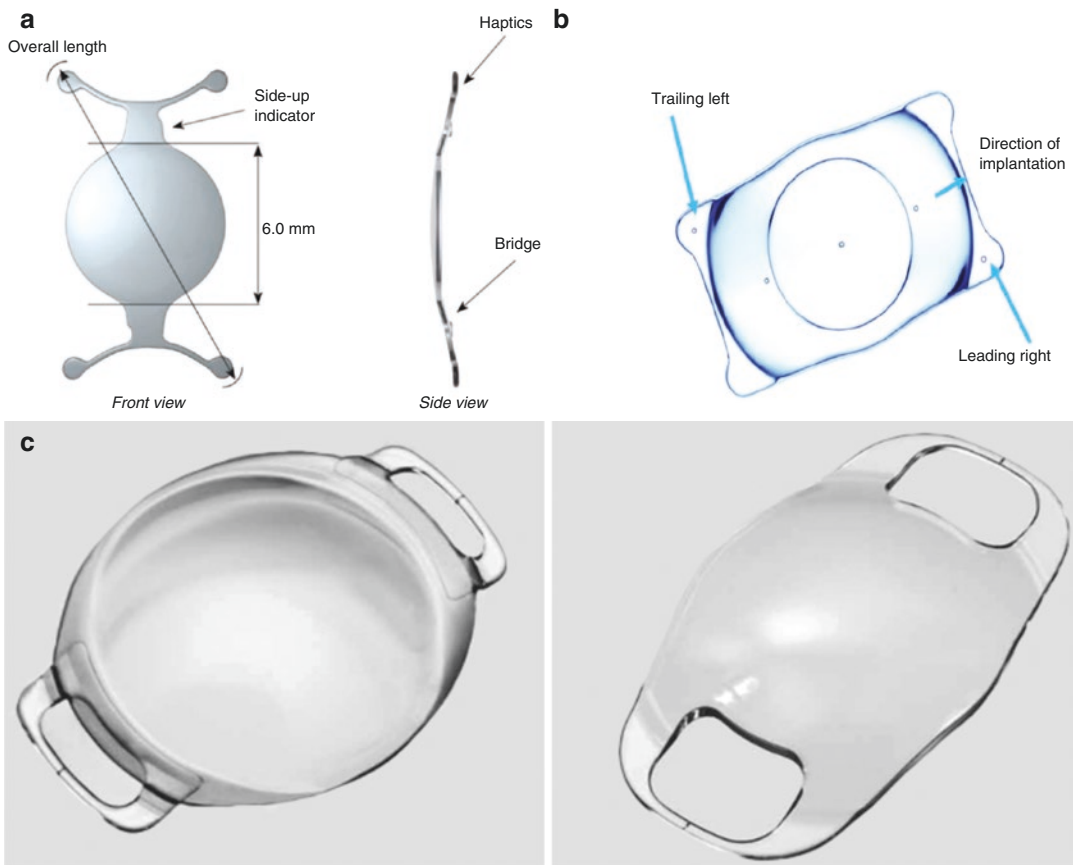 a
Overall length
Side-up
indicator
6.0 mm
Front view
Haptics
Bridge
Side view
b
Trailing left
Direction of
implantation
Leading right
c